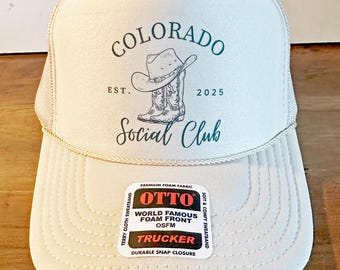 COLORADO
EST. 2025
Social Club
PREMIUM FOAM FABRIC
OTTO
WORLD FAMOUS
FOAM FRONT
OSFM
TRUCKER
DURABLE SNAP CLOSURE
TERRY CLOTH SWEATBAND
SOFT & COMFY SWEATBAND